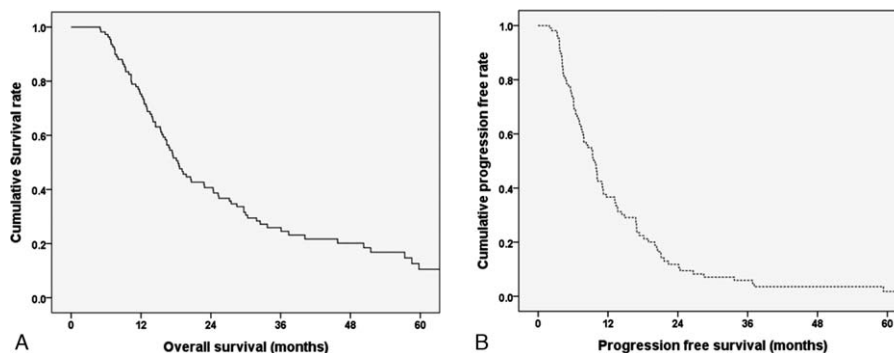 1.0
0.8
0.6
0.4
0.2
0.0
Cumulative Survival rate
0 12 24 36 48 60
Overall survival (months)
A
1.0
0.8
0.6
0.4
0.2
0.0
Cumulative progression free rate
0 12 24 36 48 60
Progression free survival (months)
B